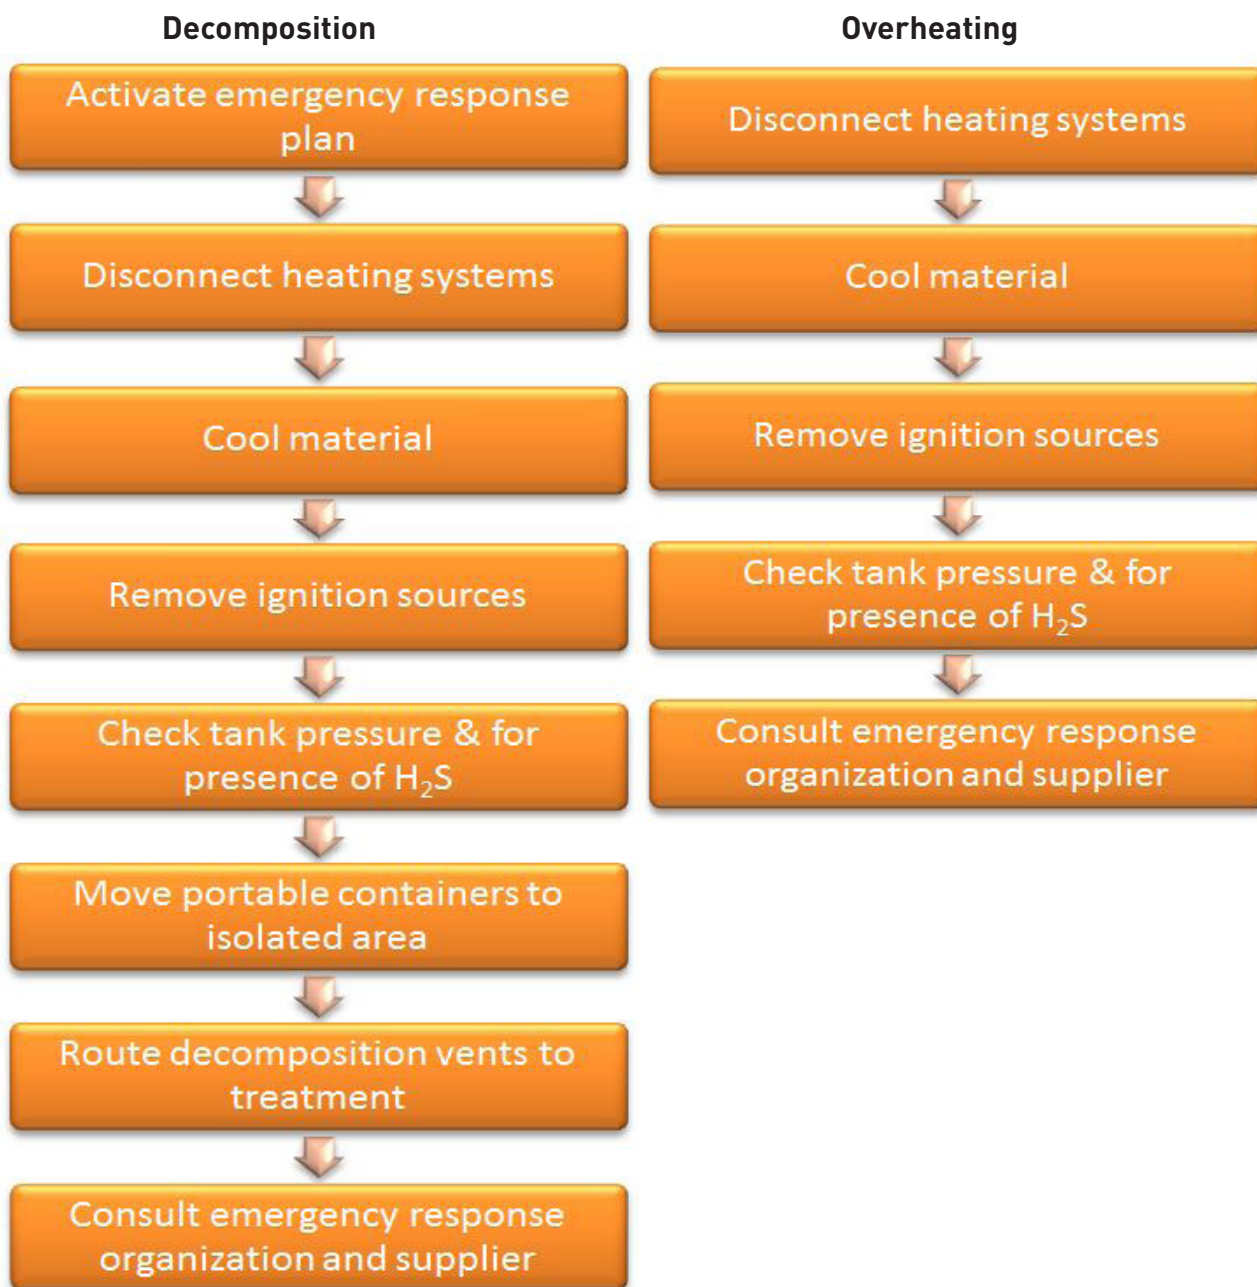 Decomposition
Activate emergency response
plan
Disconnect heating systems
Cool material
Remove ignition sources
Check tank pressure & for
presence of H₂S
Move portable containers to
isolated area
Route decomposition vents to
treatment
Consult emergency response
organization and supplier
Overheating
Disconnect heating systems
Cool material
Remove ignition sources
Check tank pressure & for
presence of H₂S
Consult emergency response
organization and supplier